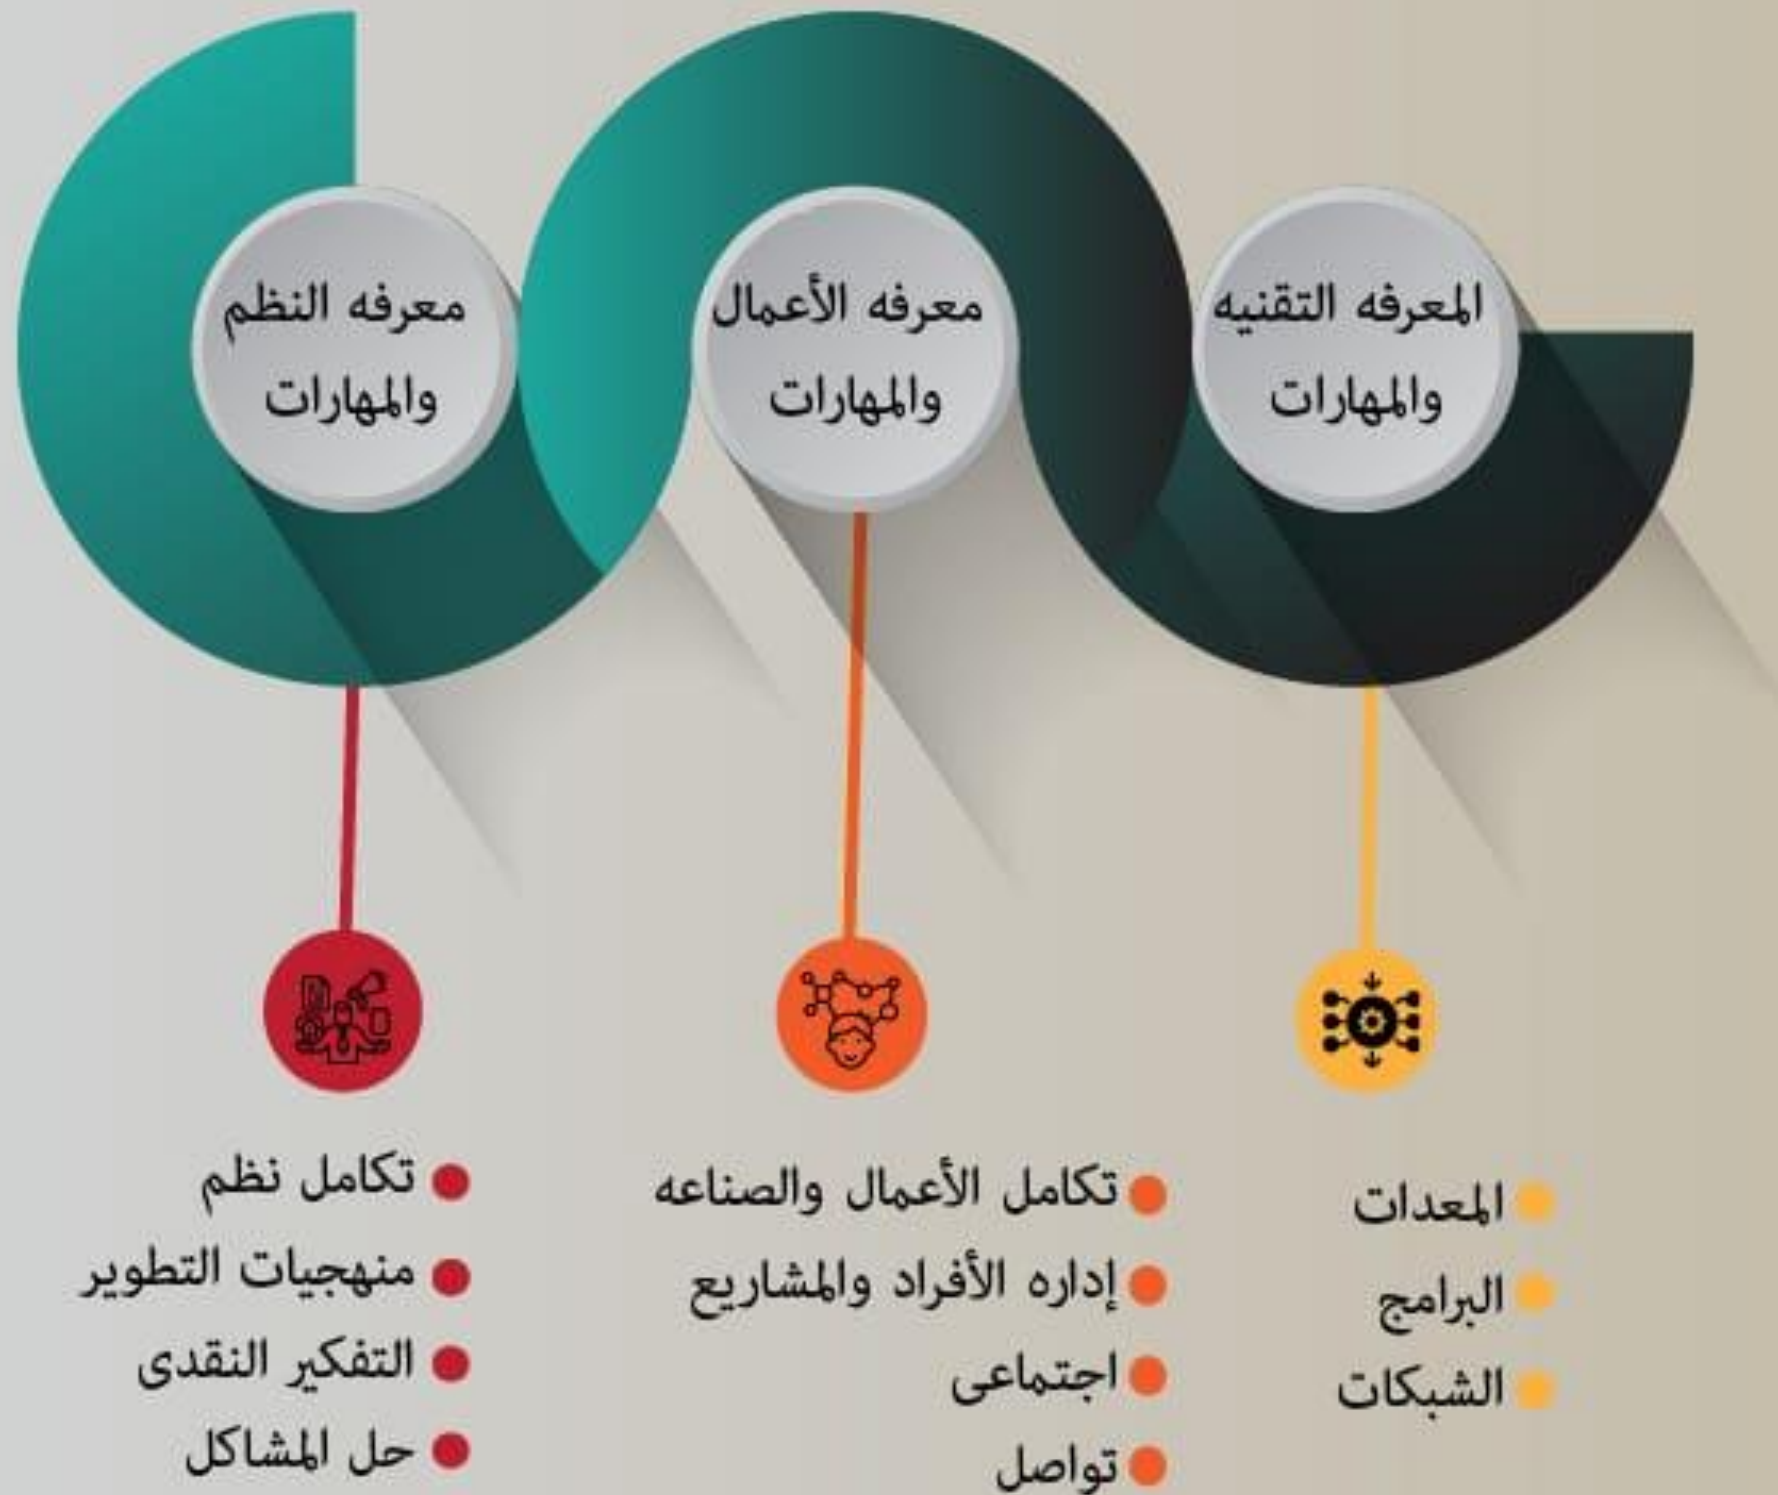 المعرفه التقنيه
والمهارات
معرفه الأعمال
والمهارات
معرفه النظم
والمهارات
المعدات
البرامج
الشبكات
تكامل الأعمال والصناعه
إداره الأفراد والمشاريع
اجتماعى
تواصل
تكامل نظم
منهجيات التطوير
التفكير النقدى
حل المشاكل